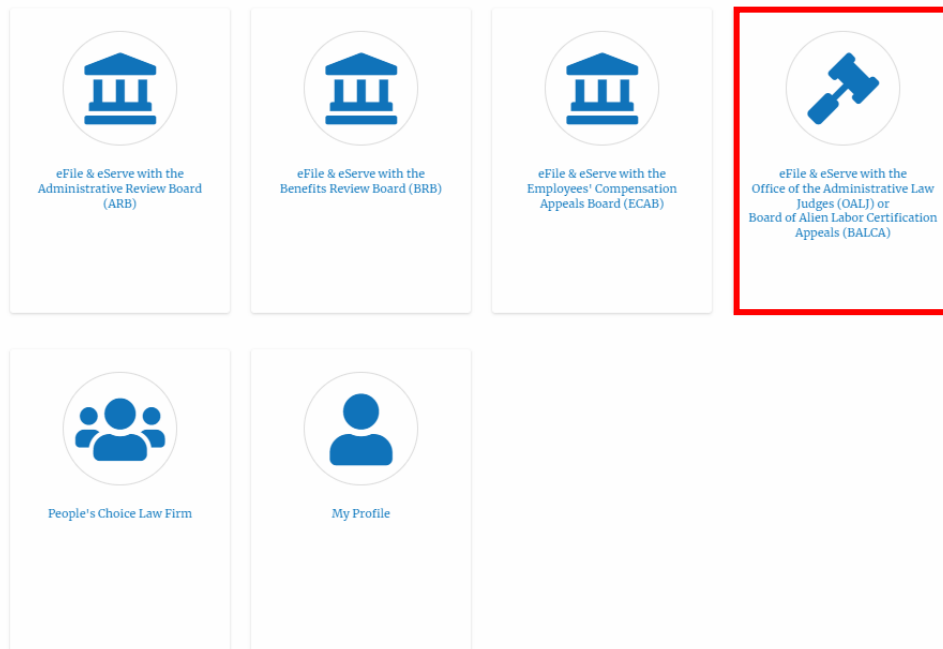 eFile & eServe with the
Administrative Review Board
(ARB)
eFile & eServe with the
Benefits Review Board (BRB)
eFile & eServe with the
Employees' Compensation
Appeals Board (ECAB)
eFile & eServe with the
Office of the Administrative Law
Judges (OALJ) or
Board of Alien Labor Certification
Appeals (BALCA)
People's Choice Law Firm
My Profile